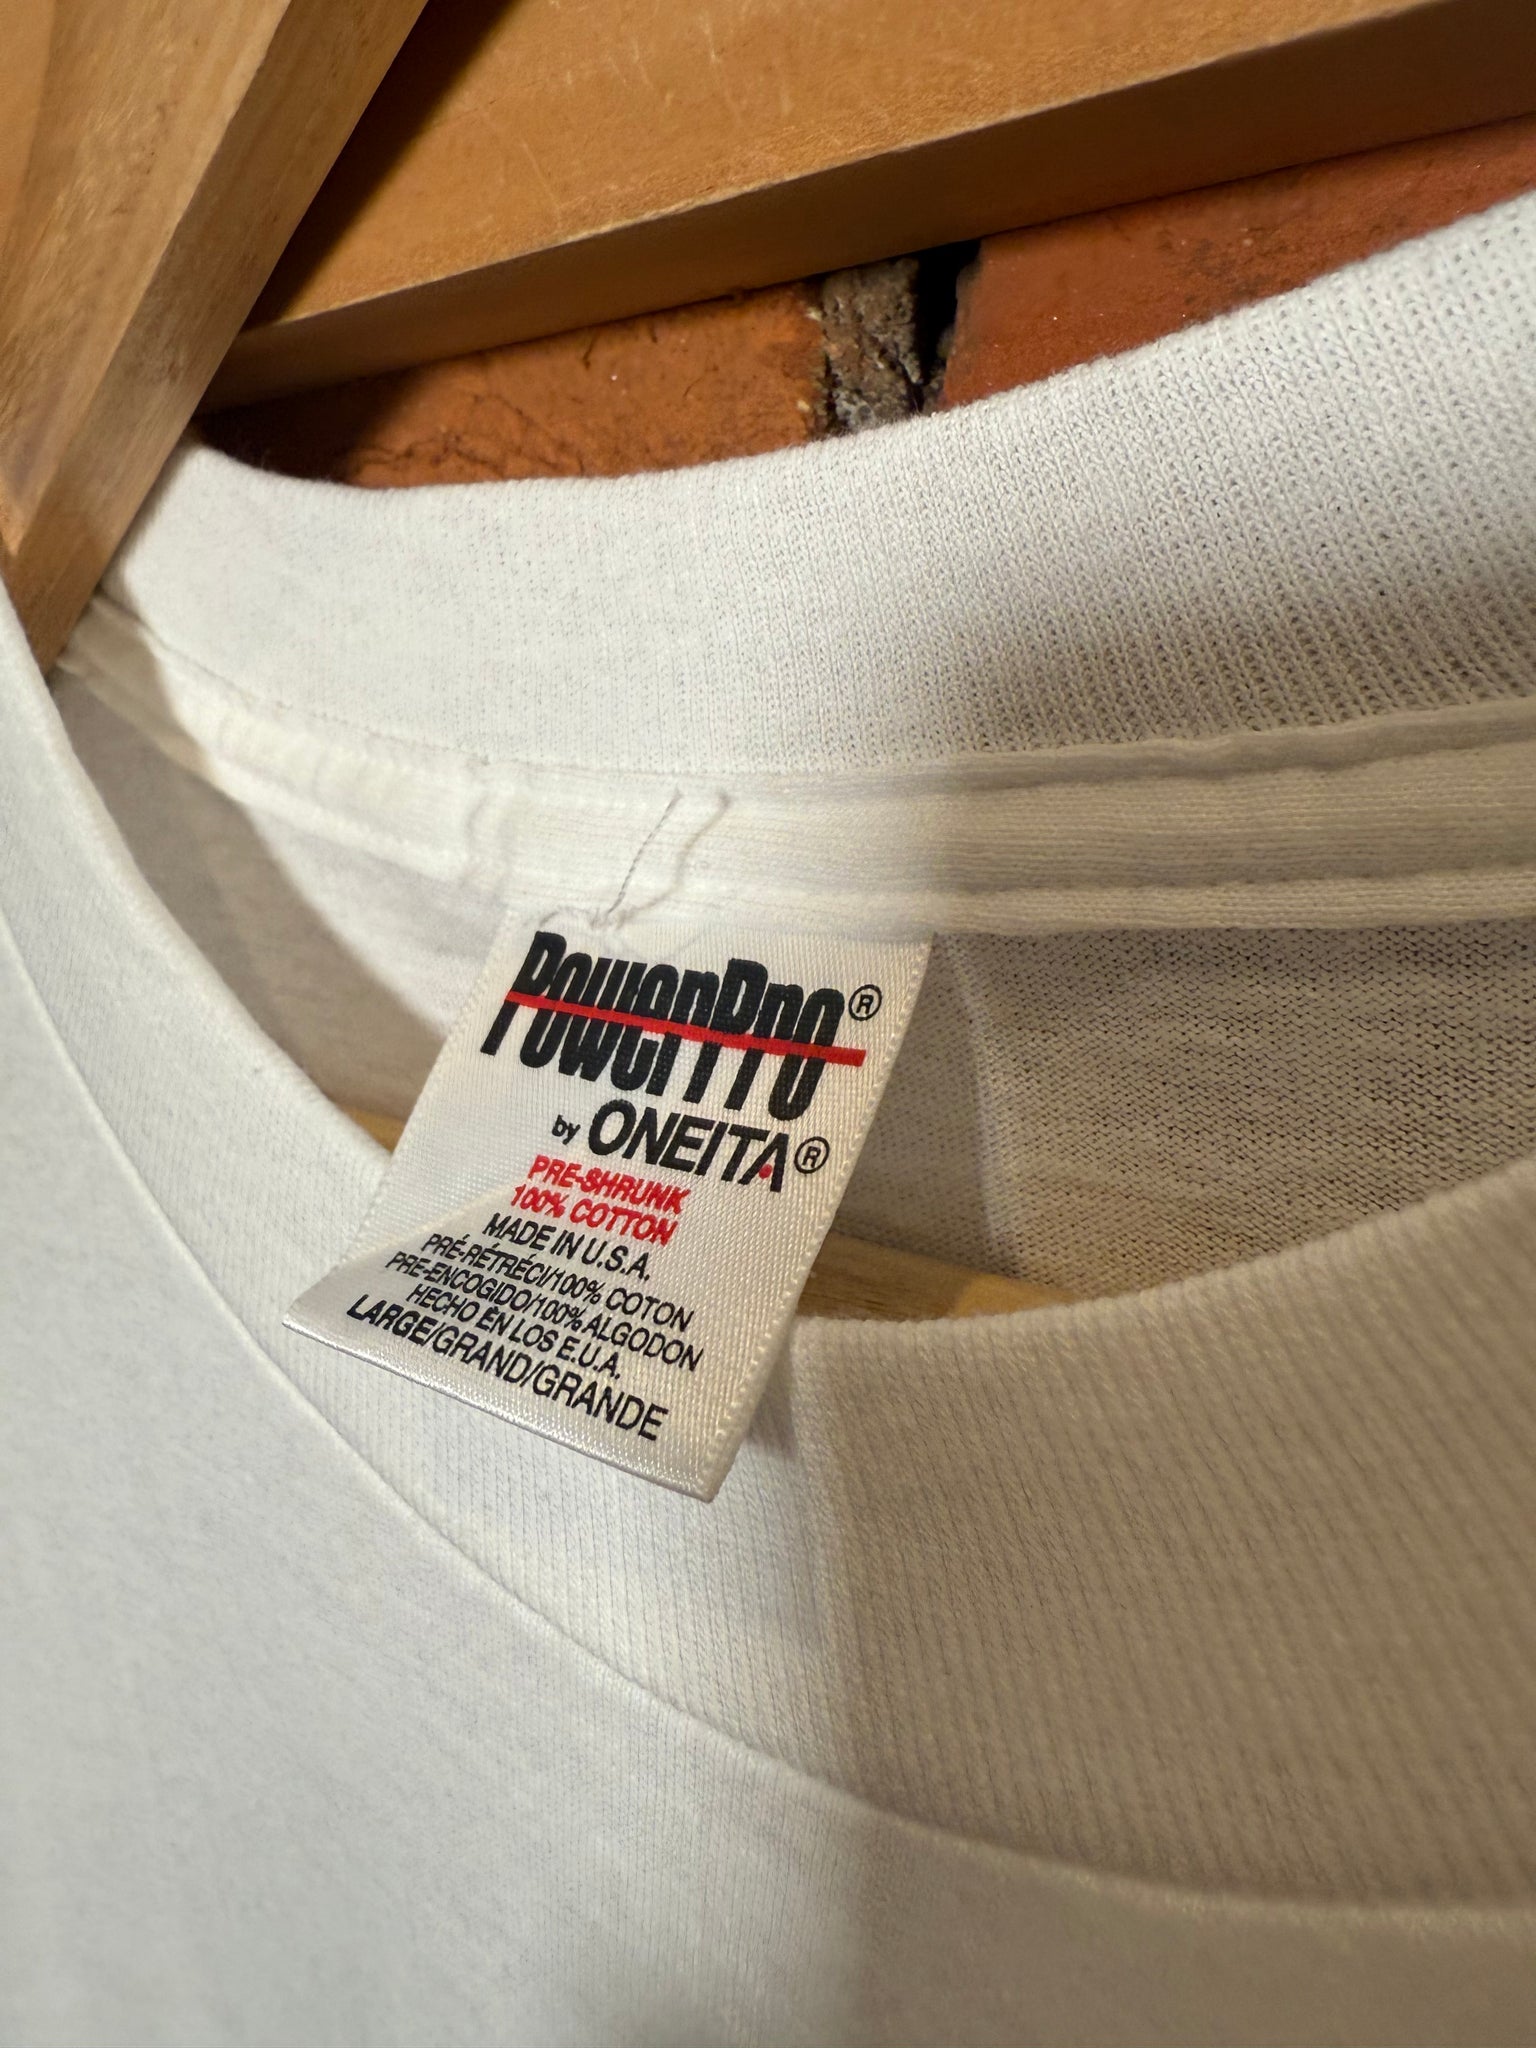 PowerPro®
by ONEITA®
PRE-SHRUNK
100% COTTON
MADE IN U.S.A.
PRÉ-RÉTRÉCI/100% COTON
PRE-ENCOGIDO/100% ALGODON
HECHO EN LOS E.U.A.
LARGE/GRAND/GRANDE